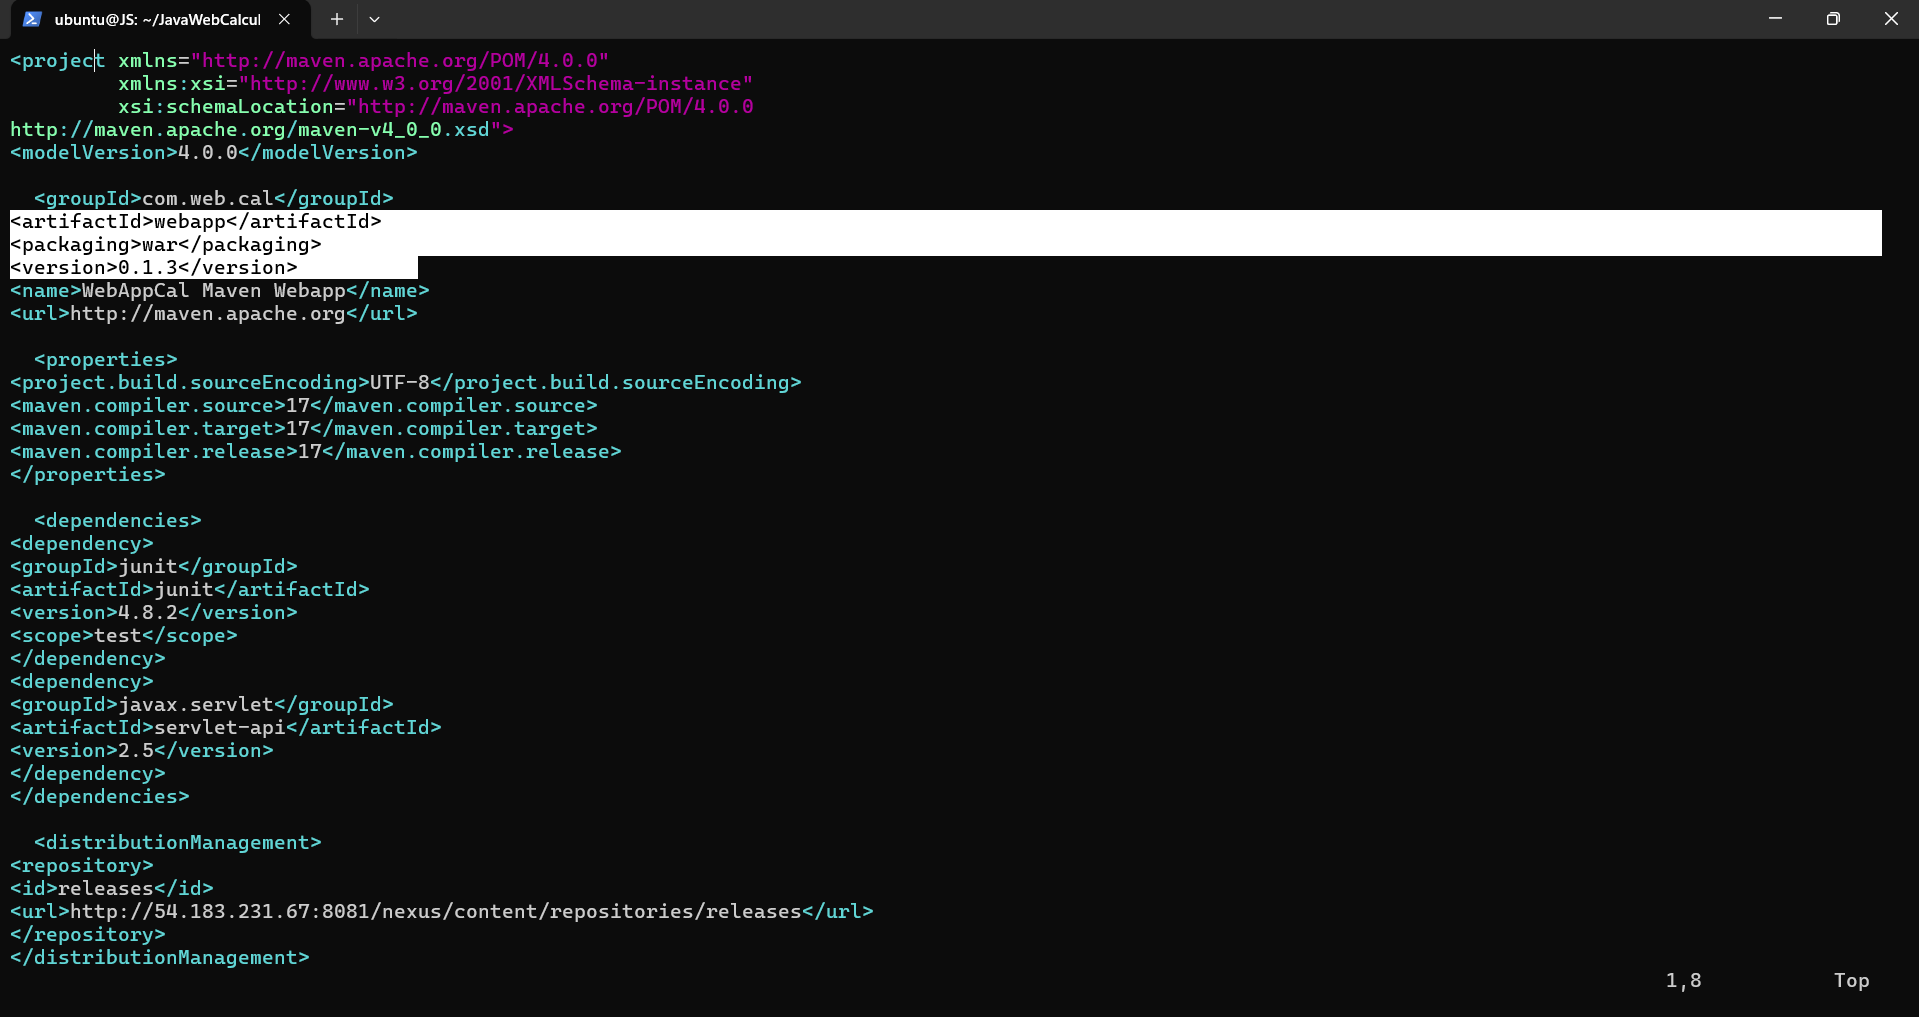 ubuntu@JS: ~/JavaWebCalcul
<project xmlns="http://maven.apache.org/POM/4.0.0"
xmlns:xsi="http://www.w3.org/2001/XMLSchema-instance"
xsi:schemaLocation="http://maven.apache.org/POM/4.0.0
http://maven.apache.org/maven-v4_0_0.xsd">
<modelVersion>4.0.0</modelVersion>
<groupId>com.web.cal</groupId>
<artifactId>webapp</artifactId>
<packaging>war</packaging>
<version>0.1.3</version>
<name>WebAppCal Maven Webapp</name>
<url>http://maven.apache.org</url>
<properties>
<project.build.sourceEncoding>UTF-8</project.build.sourceEncoding>
<maven.compiler.source>17</maven.compiler.source>
<maven.compiler.target>17</maven.compiler.target>
<maven.compiler.release>17</maven.compiler.release>
</properties>
<dependencies>
<dependency>
<groupId>junit</groupId>
<artifactId>junit</artifactId>
<version>4.8.2</version>
<scope>test</scope>
</dependency>
<dependency>
<groupId>javax.servlet</groupId>
<artifactId>servlet-api</artifactId>
<version>2.5</version>
</dependency>
</dependencies>
<distributionManagement>
<repository>
<id>releases</id>
<url>http://54.183.231.67:8081/nexus/content/repositories/releases</url>
</repository>
</distributionManagement>
1,8 Top